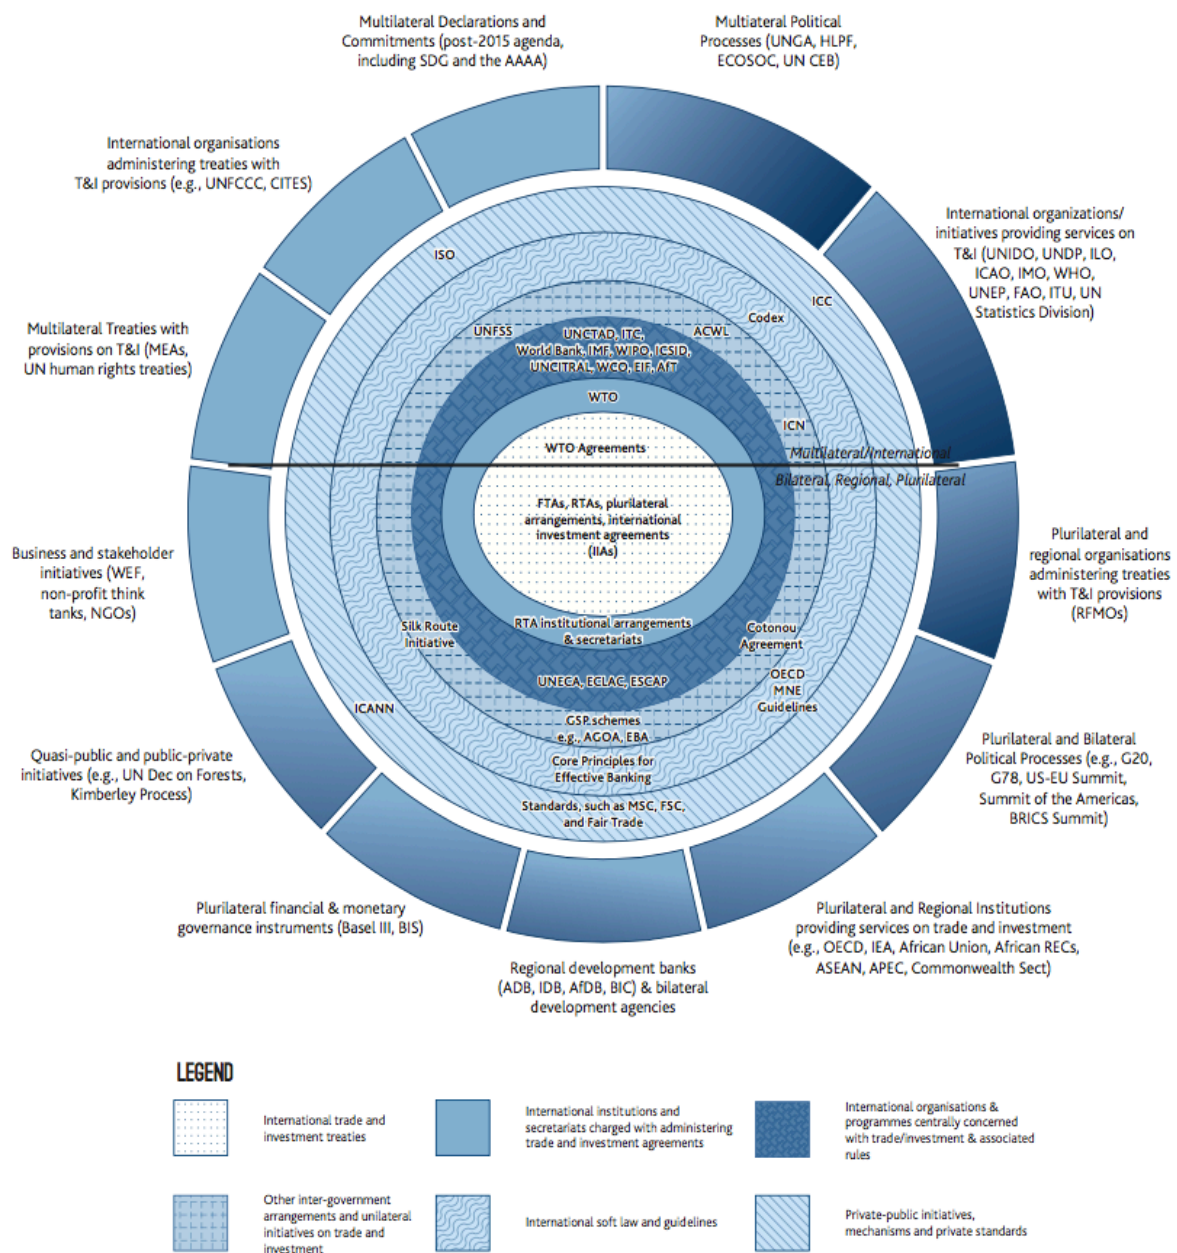 Multilateral Declarations and
Commitments (post-2015 agenda,
including SDG and the AAAA)
Multiateral Political
Processes (UNGA, HLPF,
ECOSOC, UN CEB)
International organisations
administering treaties with
T&I provisions (e.g., UNFCCC, CITES)
International organizations/
initiatives providing services on
T&I (UNIDO, UNDP, ILO,
ICAO, IMO, WHO,
UNEP, FAO, ITU, UN
Statistics Division)
Multilateral Treaties with
provisions on T&I (MEAs,
UN human rights treaties)
ISO
ICC
Codex
UNFSS
ACWL
UNCTAD, ITC,
World Bank, IMF, WIPO, ICSID,
UNCITRAL, WCO, EIF, AfT
WTO
ICN
WTO Agreements
Multilateral/International
Bilateral, Regional, Plurilateral
FTAs, RTAs, plurilateral
arrangements, international
investment agreements
(IIAs)
Business and stakeholder
initiatives (WEF,
non-profit think
tanks, NGOs)
Plurilateral and
regional organisations
administering treaties
with T&I provisions
(RFMOs)
Silk Route
Initiative
RTA institutional arrangements
& secretariats
Cotonou
Agreement
UNECA, ECLAC, ESCAP
OECD
MNE
Guidelines
ICANN
GSP schemes
e.g., AGOA, EBA
Core Principles for
Effective Banking
Standards, such as MSC, FSC,
and Fair Trade
Quasi-public and public-private
initiatives (e.g., UN Dec on Forests,
Kimberley Process)
Plurilateral and Bilateral
Political Processes (e.g., G20,
G78, US-EU Summit,
Summit of the Americas,
BRICS Summit)
Plurilateral financial & monetary
governance instruments (Basel III, BIS)
Plurilateral and Regional Institutions
providing services on trade and investment
(e.g., OECD, IEA, African Union, African RECs,
ASEAN, APEC, Commonwealth Sect)
Regional development banks
(ADB, IDB, AfDB, BIC) & bilateral
development agencies
LEGEND
International trade and
investment treaties
International institutions and
secretariats charged with administering
trade and investment agreements
International organisations &
programmes centrally concerned
with trade/investment & associated
rules
Other inter-government
arrangements and unilateral
initiatives on trade and
investment
International soft law and guidelines
Private-public initiatives,
mechanisms and private standards